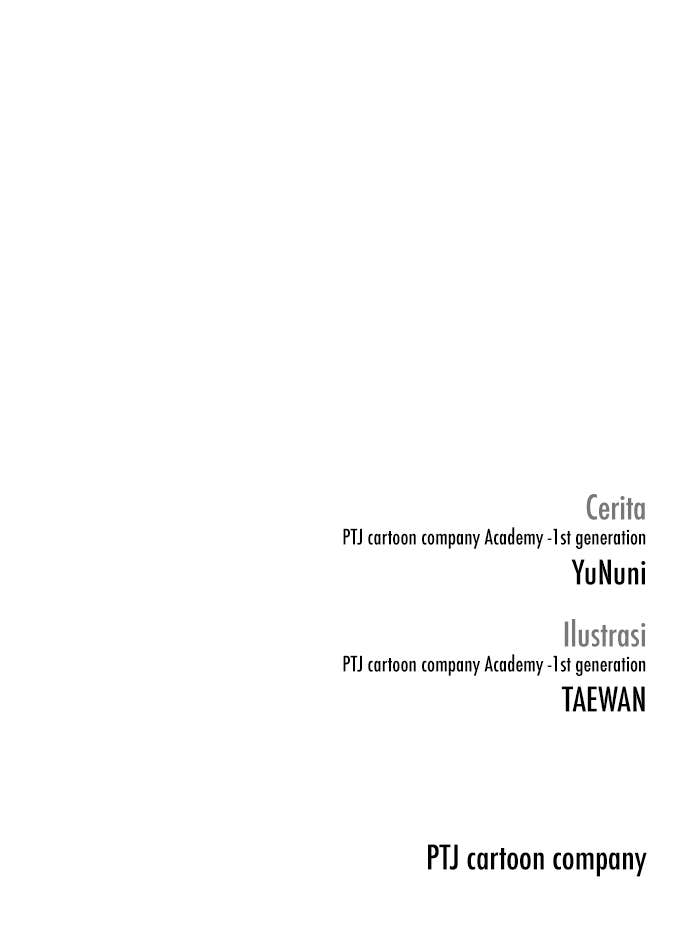 Cerita
PTJ cartoon company Academy -1st generation
YuNuni
Ilustrasi
PTJ cartoon company Academy -1st generation
TAEWAN
PTJ cartoon company